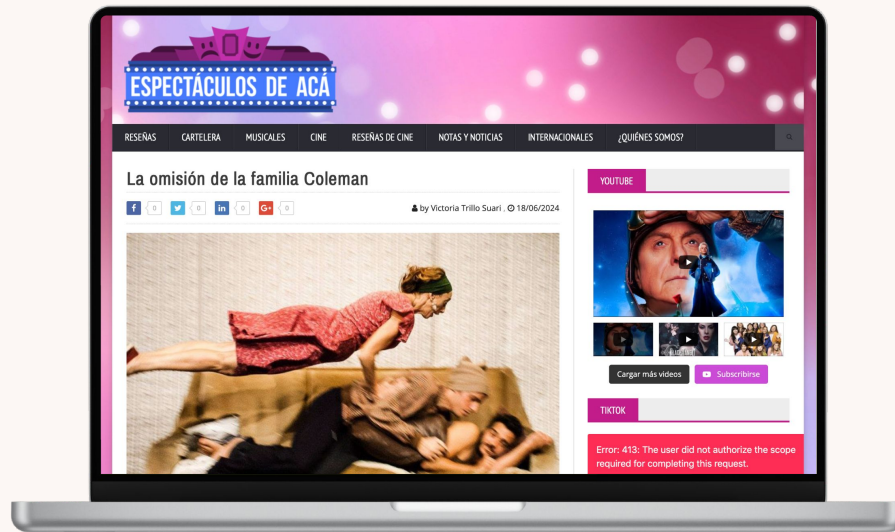 ESPECTÁCULOS DE ACÁ
RESEÑAS CARTELERA MUSICALES CINE RESEÑAS DE CINE NOTAS Y NOTICIAS INTERNACIONALES ¿QUIÉNES SOMOS?
La omisión de la familia Coleman
0 0 in 0 G+ 0
by Victoria Trillo Suari , 18/06/2024
YOUTUBE
Cargar más videos
Subscribirse
TIKTOK
Error: 413: The user did not authorize the scope
required for completing this request.